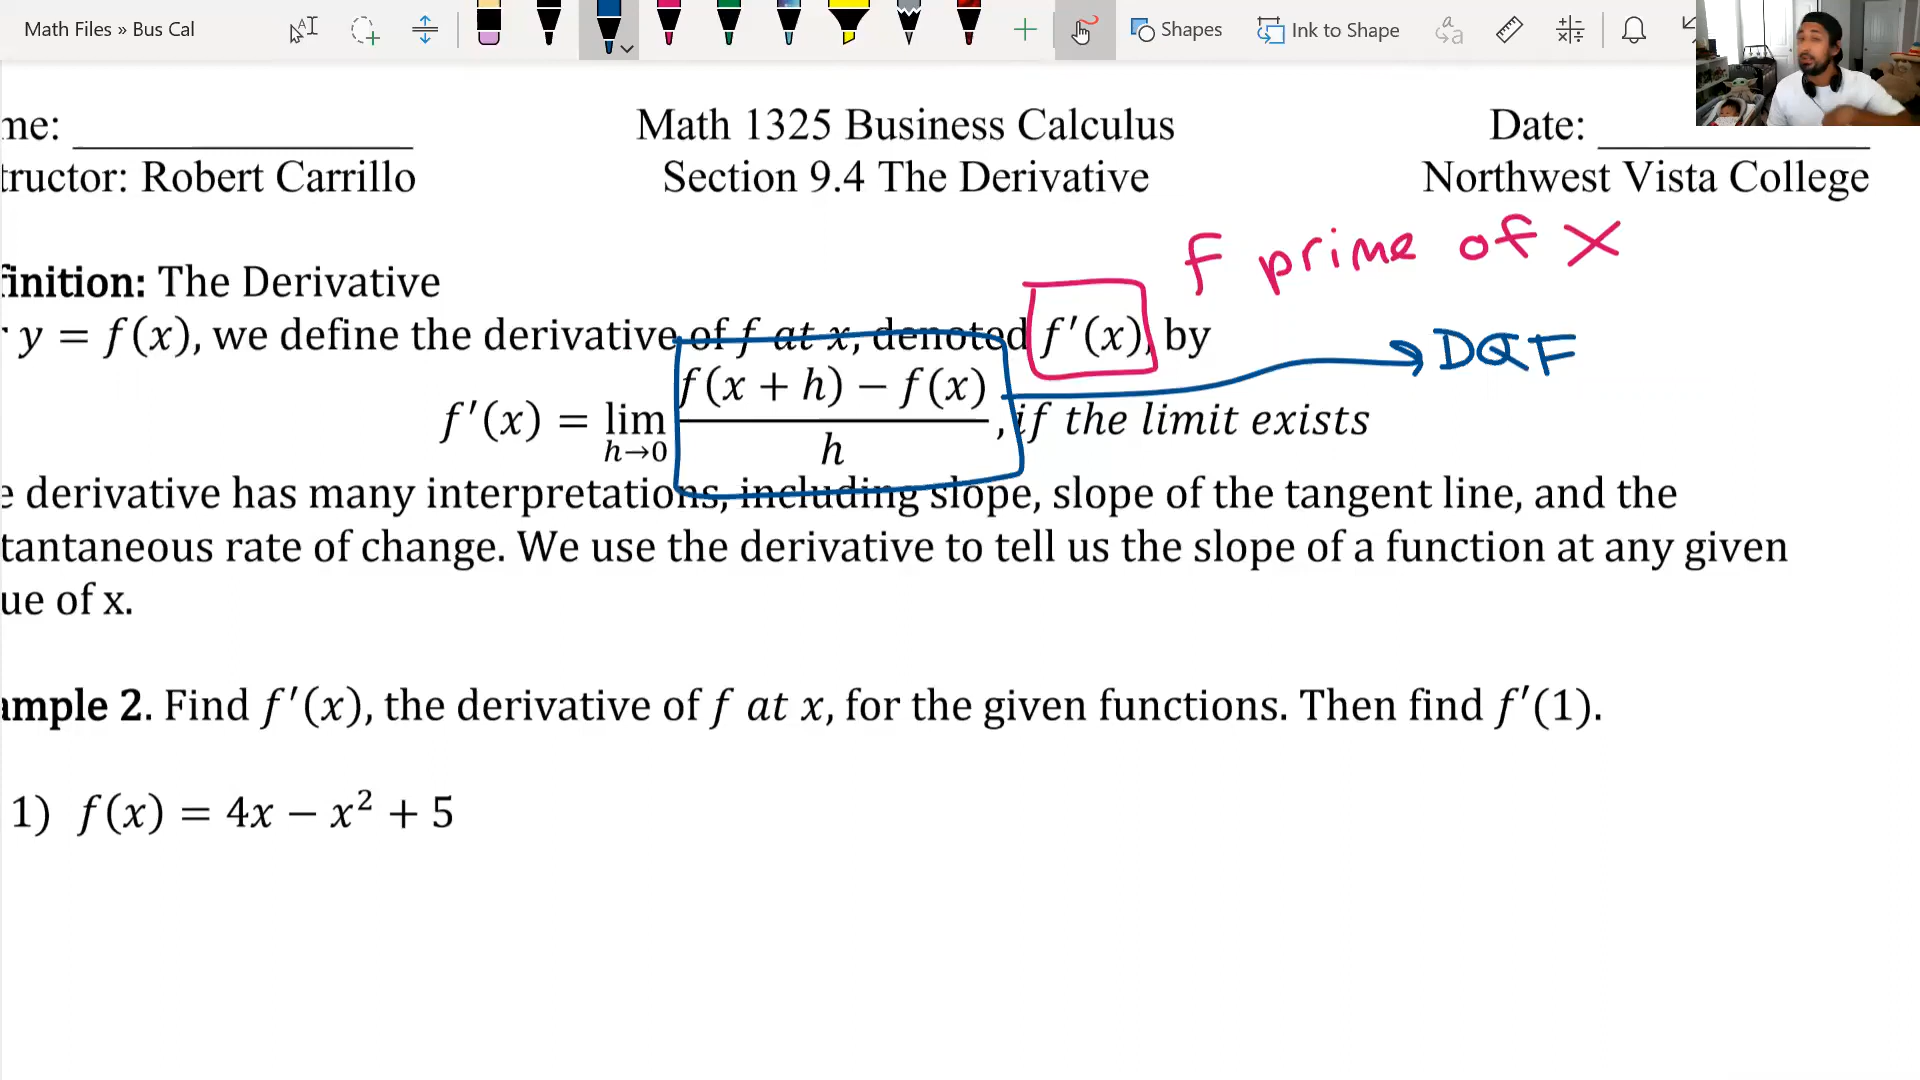 Math Files » Bus Cal
Shapes
Ink to Shape
me: Math 1325 Business Calculus Date:
tructor: Robert Carrillo Section 9.4 The Derivative Northwest Vista College
F prime of X
finition: The Derivative
y = f(x), we define the derivative of f at x, denoted f′(x), by
DQF
f′(x) = lim h→0 f(x + h) − f(x) / h , if the limit exists
e derivative has many interpretations, including slope, slope of the tangent line, and the
tantaneous rate of change. We use the derivative to tell us the slope of a function at any given
ue of x.
ample 2. Find f′(x), the derivative of f at x, for the given functions. Then find f′(1).
1) f(x) = 4x − x² + 5